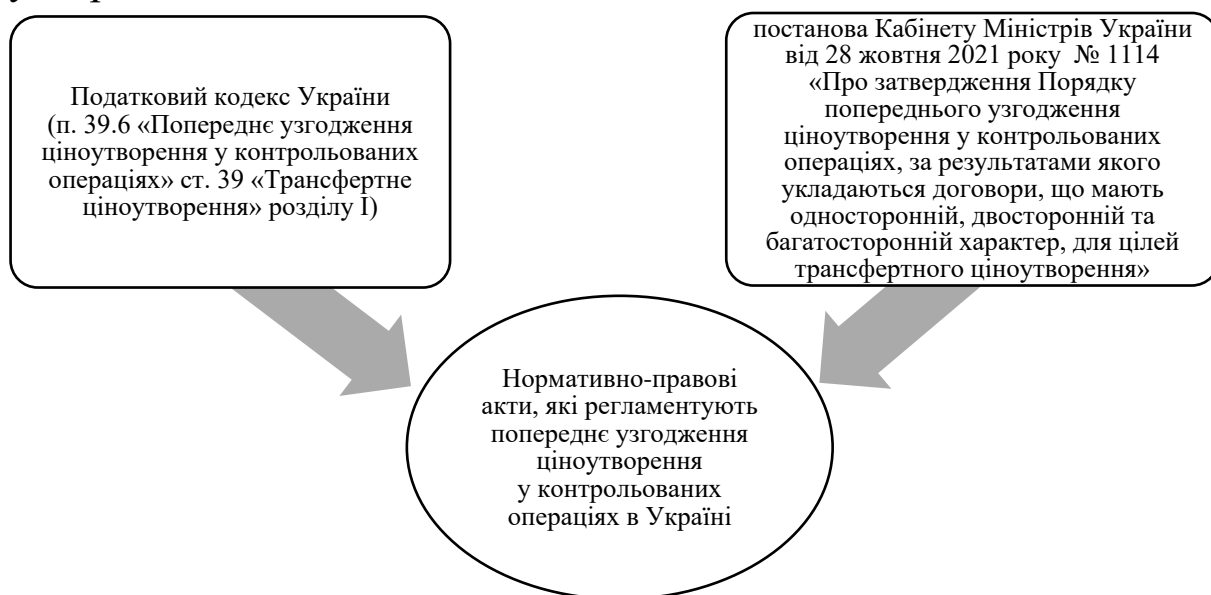 Податковий кодекс України
(п. 39.6 «Попереднє узгодження
ціноутворення у контрольованих
операціях» ст. 39 «Трансфертне
ціноутворення» розділу I)
постанова Кабінету Міністрів України
від 28 жовтня 2021 року № 1114
«Про затвердження Порядку
попереднього узгодження
ціноутворення у контрольованих
операціях, за результатами якого
укладаються договори, що мають
односторонній, двосторонній та
багатосторонній характер, для цілей
трансфертного ціноутворення»
Нормативно-правові
акти, які регламентують
попереднє узгодження
ціноутворення
у контрольованих
операціях в Україні